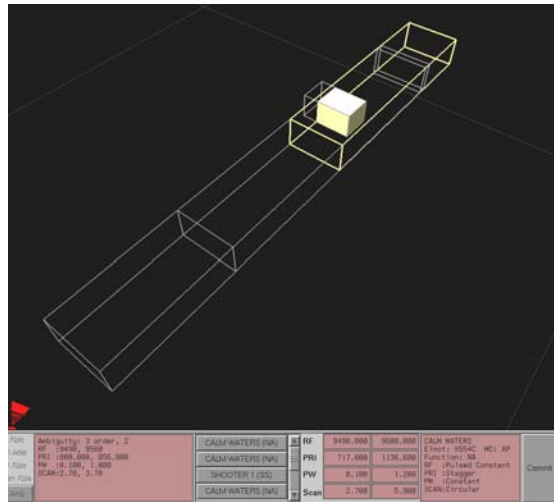 Ambiguity: 3 order, 2
RF :9490, 9560
PRI :800.000, 856.000
PW :0.100, 1.000
SCAN:2.70, 3.70
CALM WATERS (NA)
CALM WATERS (NA)
SHOOTER 1 (SS)
CALM WATERS (NA)
RF 9490.000 9600.000
PRI 717.000 1136.600
PW 0.100 1.200
Scan 2.700 5.900
CALM WATERS
Elnot: HC: AP
Function: NA
RF :Pulsed Constant
PRI :Stagger
PW :Constant
SCAN:Circular
Commit